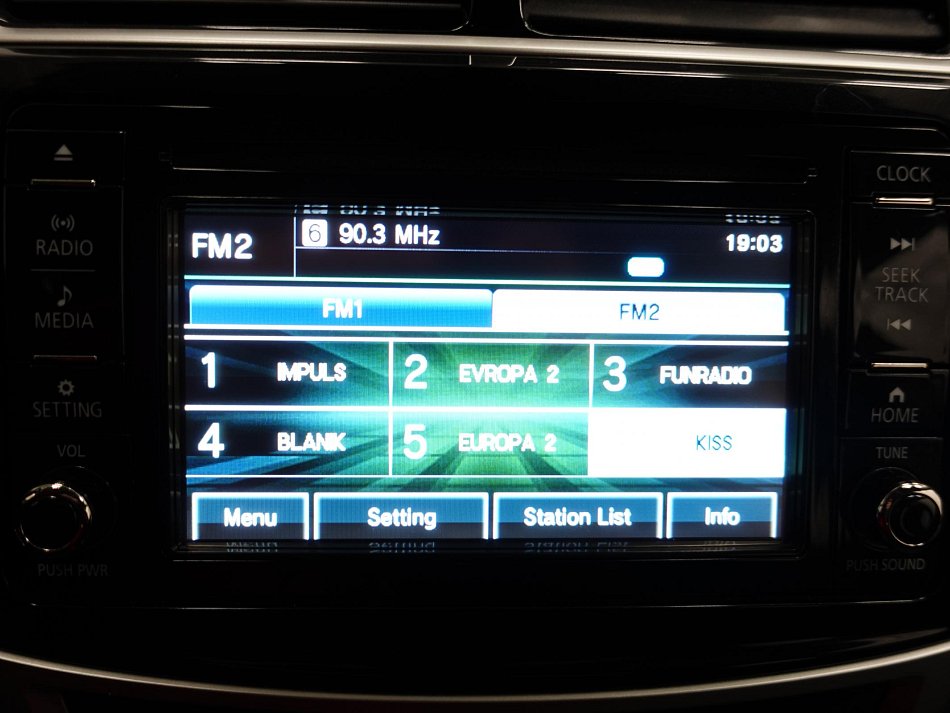 CLOCK
RADIO
SEEK
TRACK
MEDIA
SETTING
HOME
VOL
TUNE
PUSH PWR
PUSH SOUND
FM2
6 90.3 MHz
19:03
FM1 FM2
1 IMPULS 2 EVROPA 2 3 FUNRADIO
4 BLANIK 5 EUROPA 2 KISS
Menu Setting Station List Info